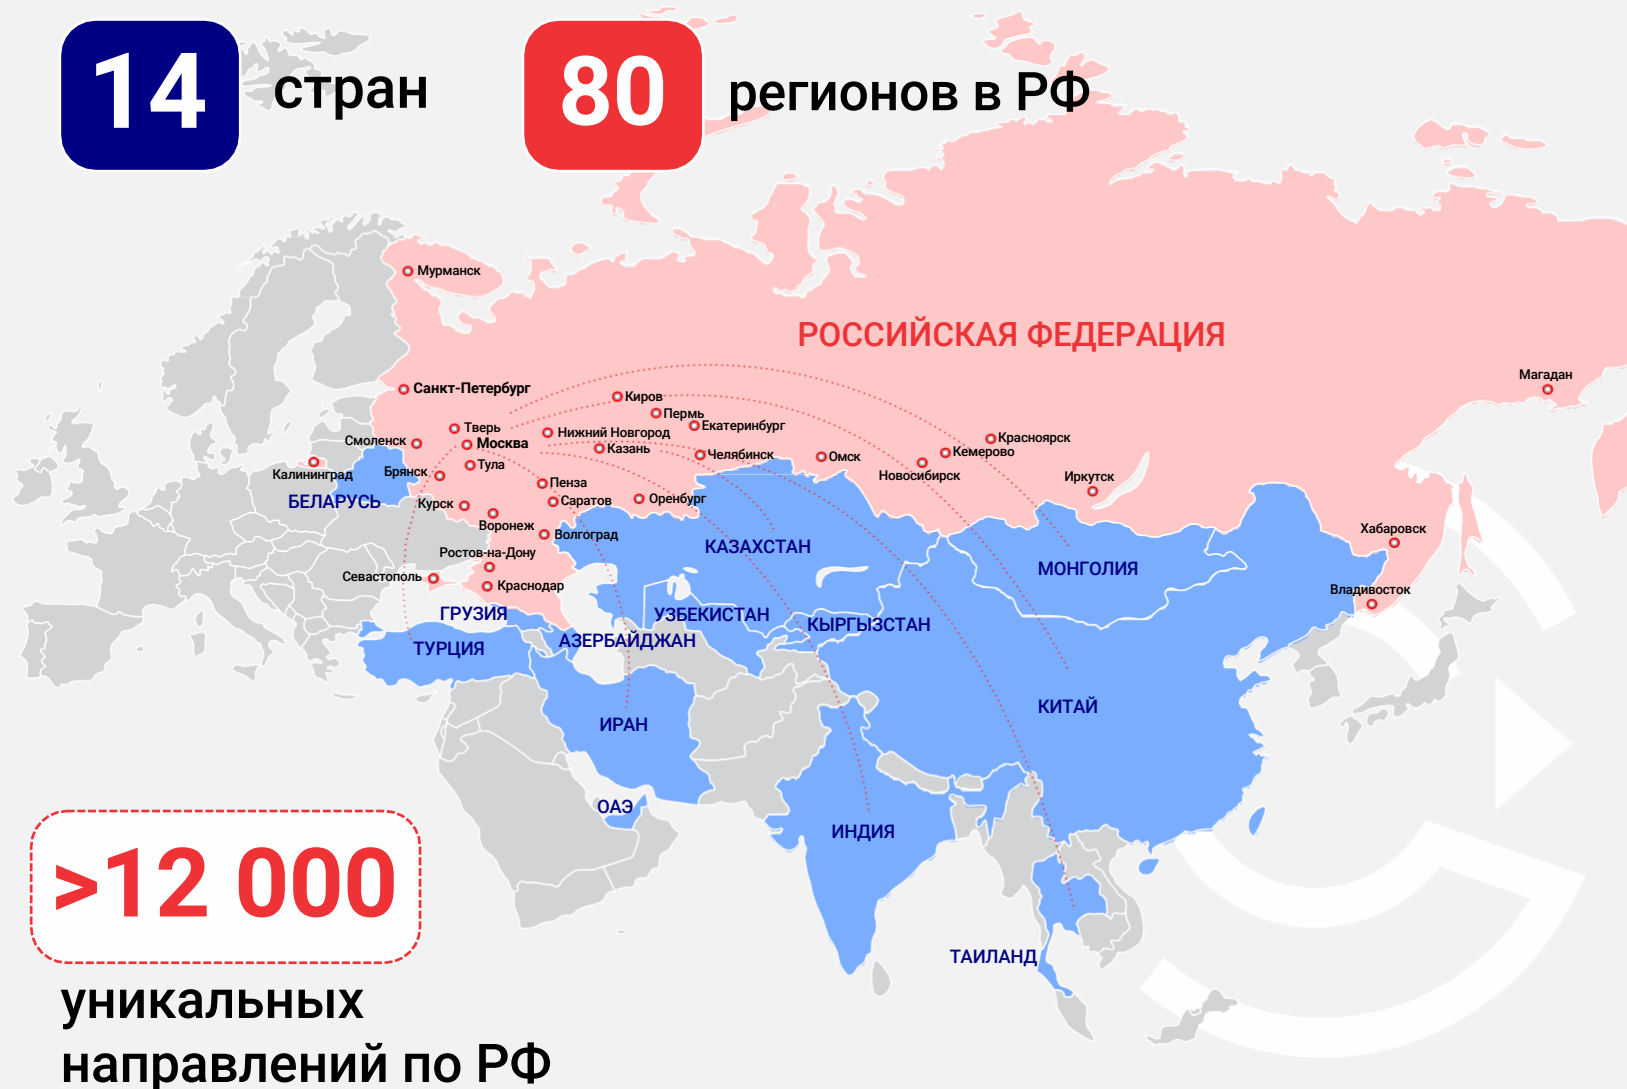 14 стран
80 регионов в РФ
Мурманск
РОССИЙСКАЯ ФЕДЕРАЦИЯ
Магадан
Санкт-Петербург
Киров
Пермь
Тверь
Нижний Новгород
Екатеринбург
Смоленск
Москва
Казань
Челябинск
Омск
Красноярск
Кемерово
Новосибирск
Иркутск
Калининград
Брянск
Тула
Пенза
БЕЛАРУСЬ
Курск
Саратов
Оренбург
Воронеж
Волгоград
Хабаровск
Ростов-на-Дону
КАЗАХСТАН
МОНГОЛИЯ
Севастополь
Краснодар
Владивосток
ГРУЗИЯ
УЗБЕКИСТАН
КЫРГЫЗСТАН
АЗЕРБАЙДЖАН
ТУРЦИЯ
ИРАН
КИТАЙ
ОАЭ
ИНДИЯ
ТАИЛАНД
>12 000
уникальных
направлений по РФ